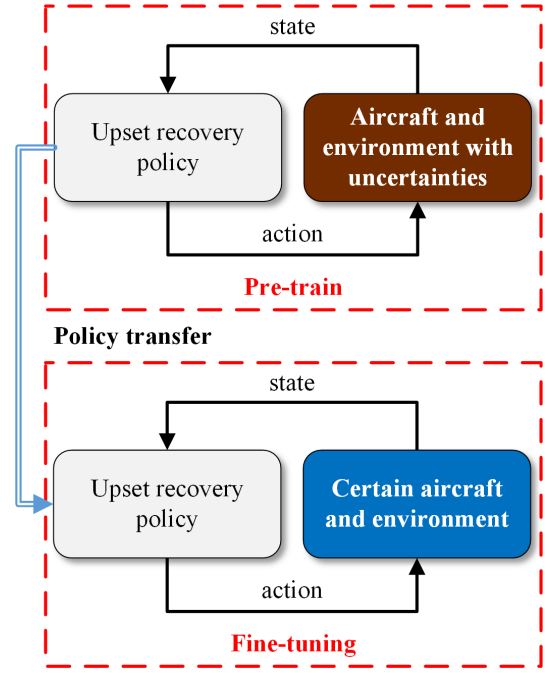 state
Upset recovery
policy
Aircraft and
environment with
uncertainties
action
Pre-train
Policy transfer
state
Upset recovery
policy
Certain aircraft
and environment
action
Fine-tuning